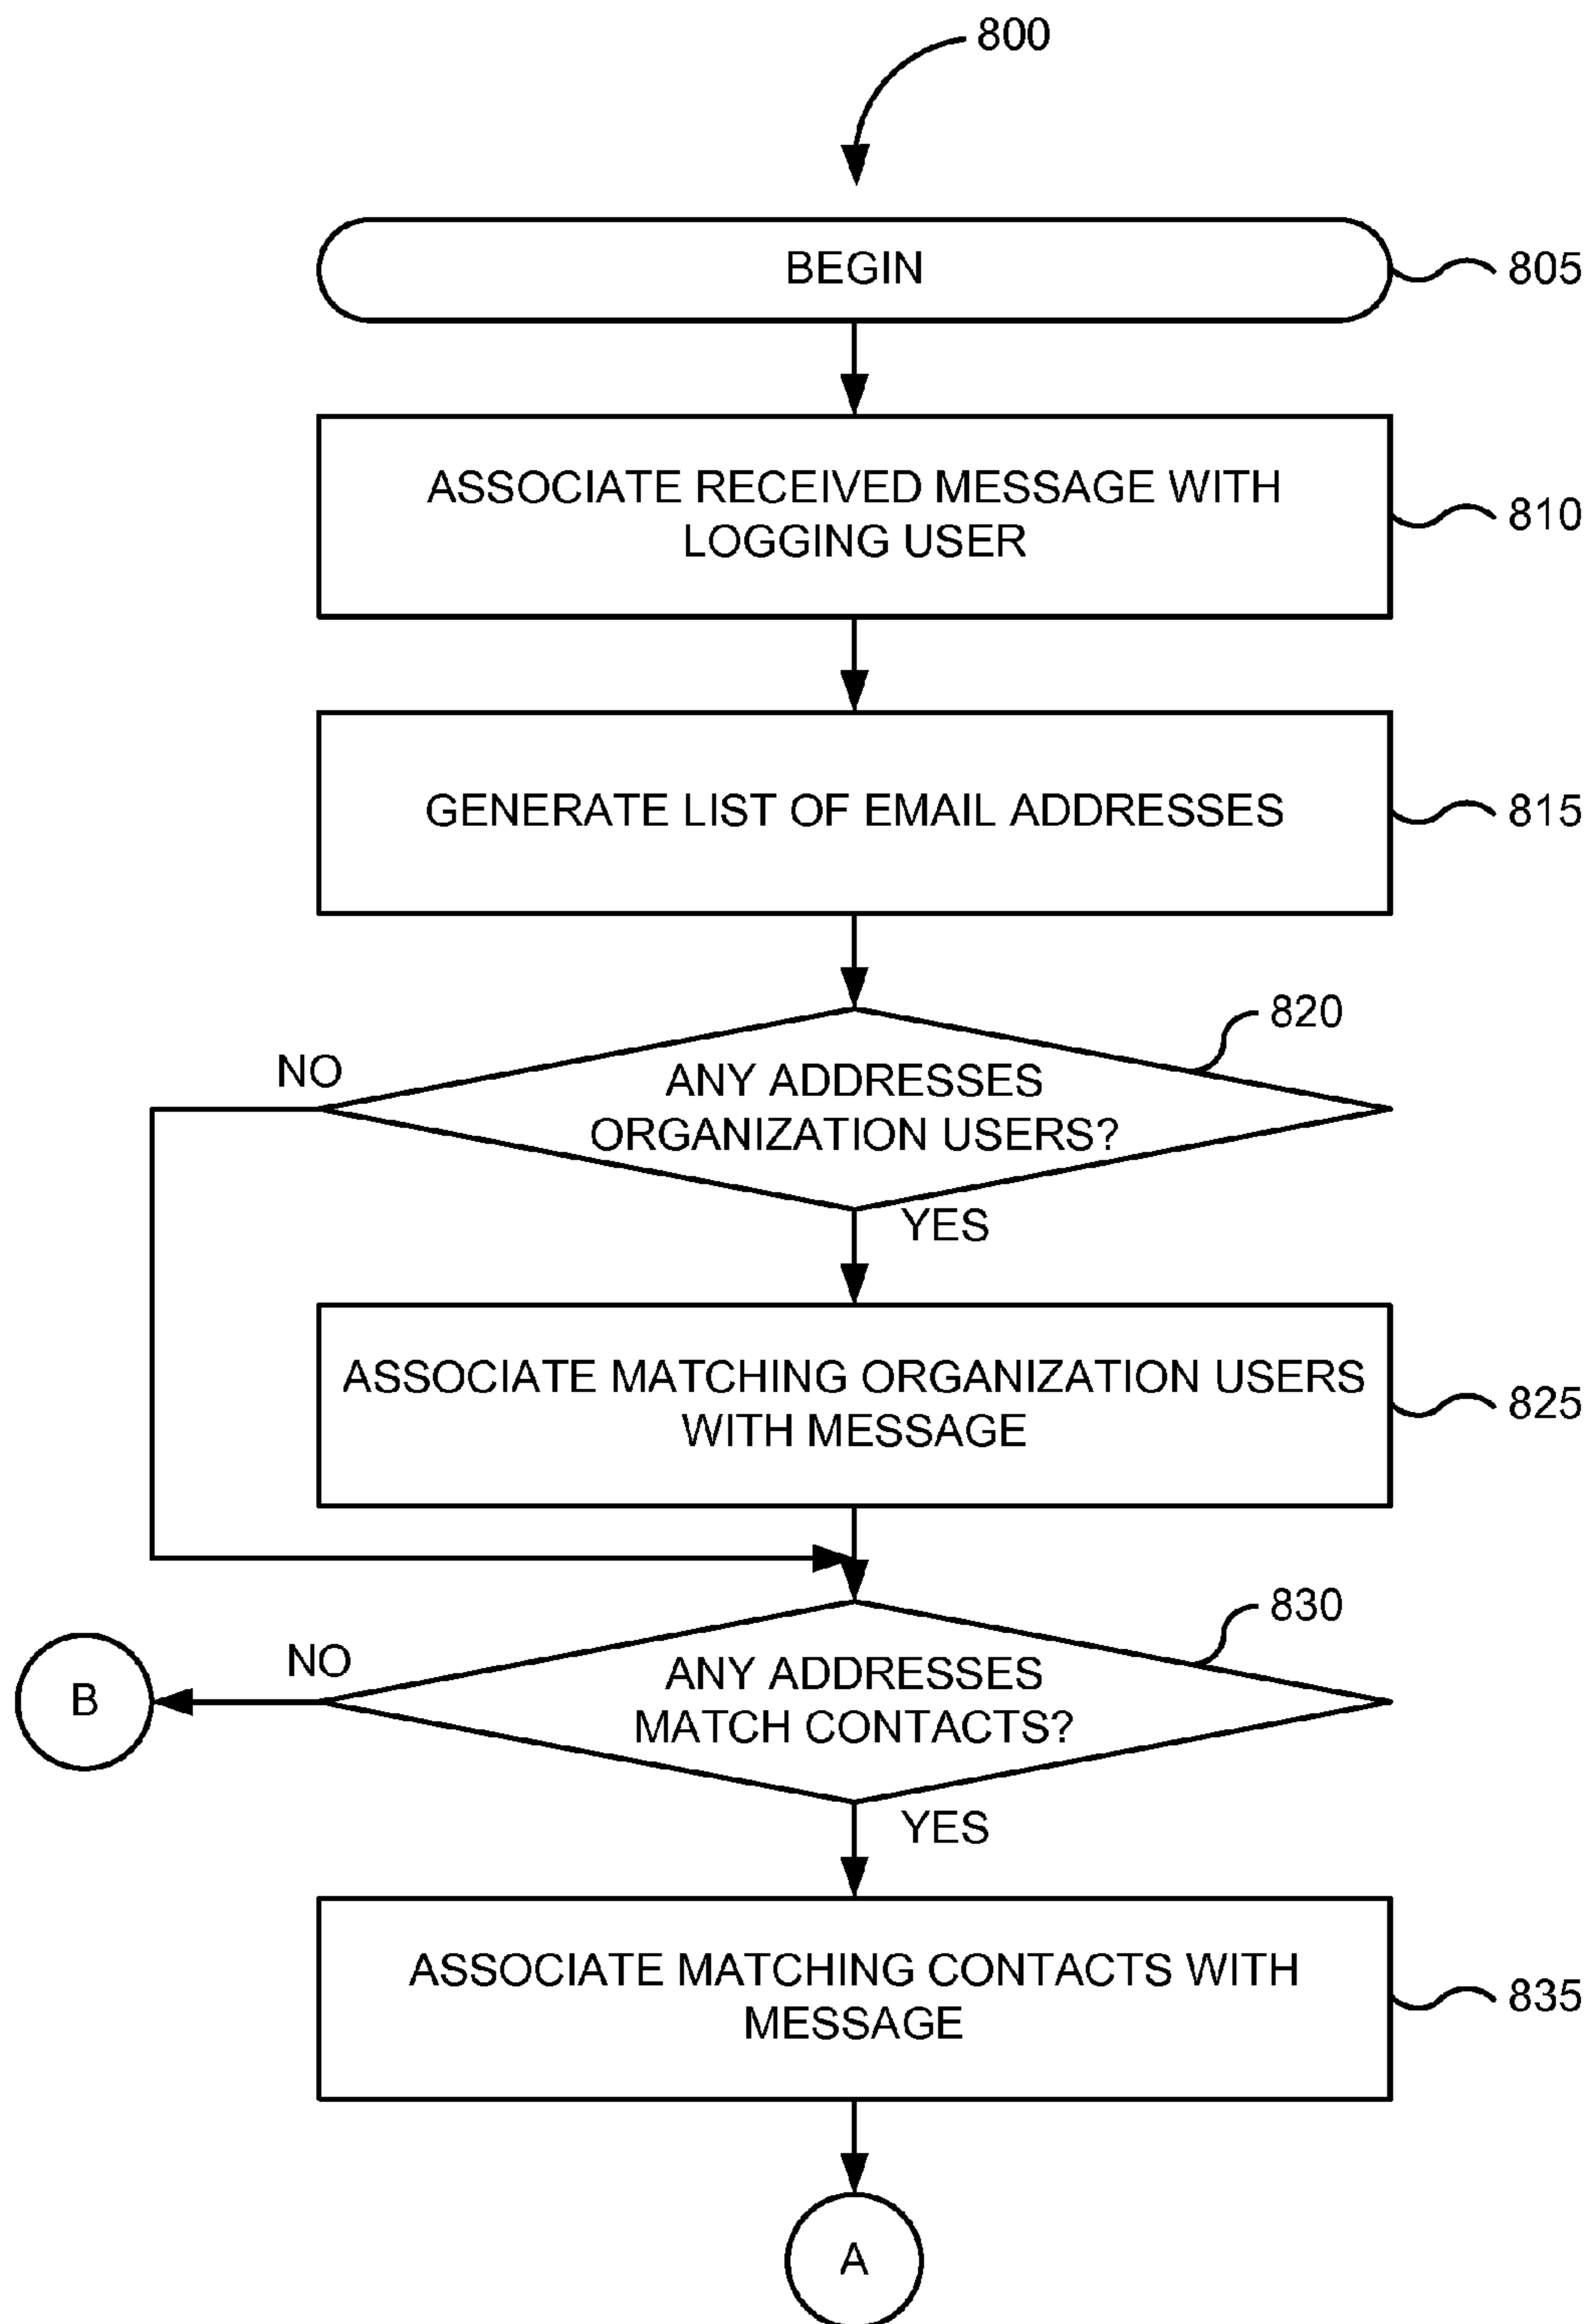 800
BEGIN
805
ASSOCIATE RECEIVED MESSAGE WITH
LOGGING USER
810
GENERATE LIST OF EMAIL ADDRESSES
815
820
NO
ANY ADDRESSES
ORGANIZATION USERS?
YES
ASSOCIATE MATCHING ORGANIZATION USERS
WITH MESSAGE
825
830
NO
B
ANY ADDRESSES
MATCH CONTACTS?
YES
ASSOCIATE MATCHING CONTACTS WITH
MESSAGE
835
A